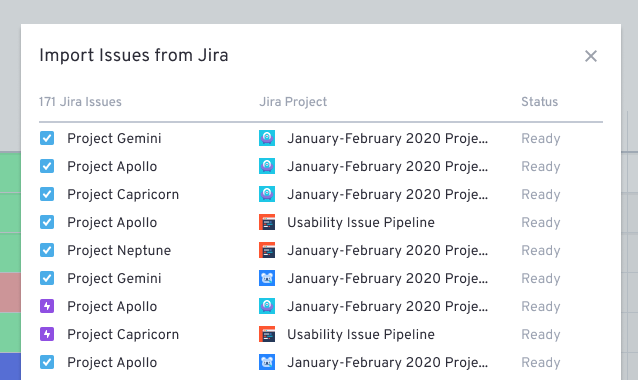 Import Issues from Jira
171 Jira Issues Jira Project Status
Project Gemini January-February 2020 Proje... Ready
Project Apollo January-February 2020 Proje... Ready
Project Capricorn January-February 2020 Proje... Ready
Project Apollo Usability Issue Pipeline Ready
Project Neptune January-February 2020 Proje... Ready
Project Gemini January-February 2020 Proje... Ready
Project Apollo January-February 2020 Proje... Ready
Project Capricorn Usability Issue Pipeline Ready
Project Apollo January-February 2020 Proje... Ready